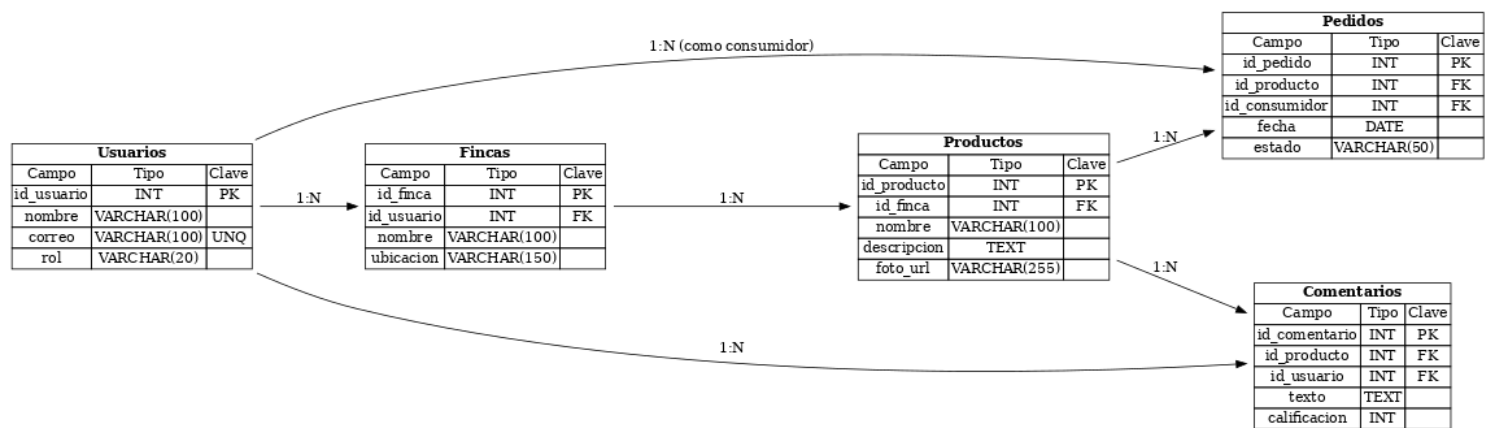 Usuarios
Campo Tipo Clave
id_usuario INT PK
nombre VARCHAR(100)
correo VARCHAR(100) UNQ
rol VARCHAR(20)
1:N
Fincas
Campo Tipo Clave
id_finca INT PK
id_usuario INT FK
nombre VARCHAR(100)
ubicacion VARCHAR(150)
1:N
Productos
Campo Tipo Clave
id_producto INT PK
id_finca INT FK
nombre VARCHAR(100)
descripcion TEXT
foto_url VARCHAR(255)
1:N (como consumidor)
1:N
Pedidos
Campo Tipo Clave
id_pedido INT PK
id_producto INT FK
id_consumidor INT FK
fecha DATE
estado VARCHAR(50)
1:N
1:N
Comentarios
Campo Tipo Clave
id_comentario INT PK
id_producto INT FK
id_usuario INT FK
texto TEXT
calificacion INT